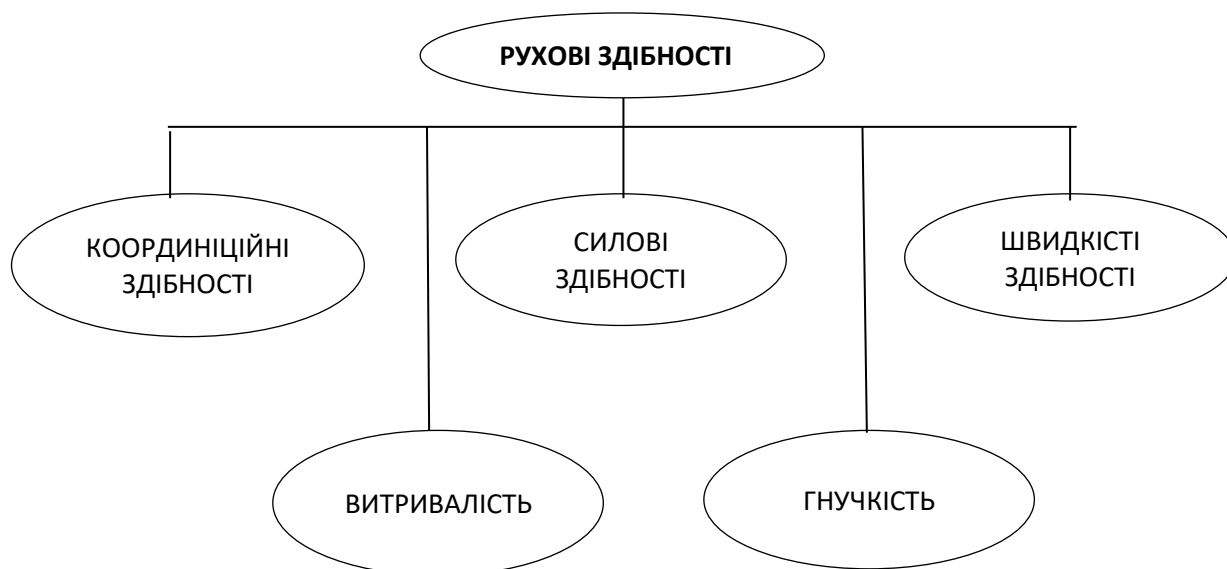 РУХОВІ ЗДІБНОСТІ
КООРДИНІЦІЙНІ
ЗДІБНОСТІ
СИЛОВІ
ЗДІБНОСТІ
ШВИДКІСТІ
ЗДІБНОСТІ
ВИТРИВАЛІСТЬ
ГНУЧКІСТЬ